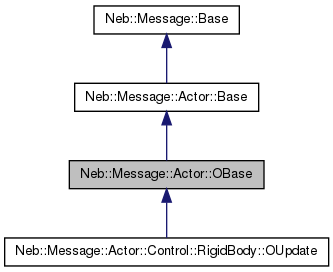 Neb::Message::Base
Neb::Message::Actor::Base
Neb::Message::Actor::OBase
Neb::Message::Actor::Control::RigidBody::OUpdate